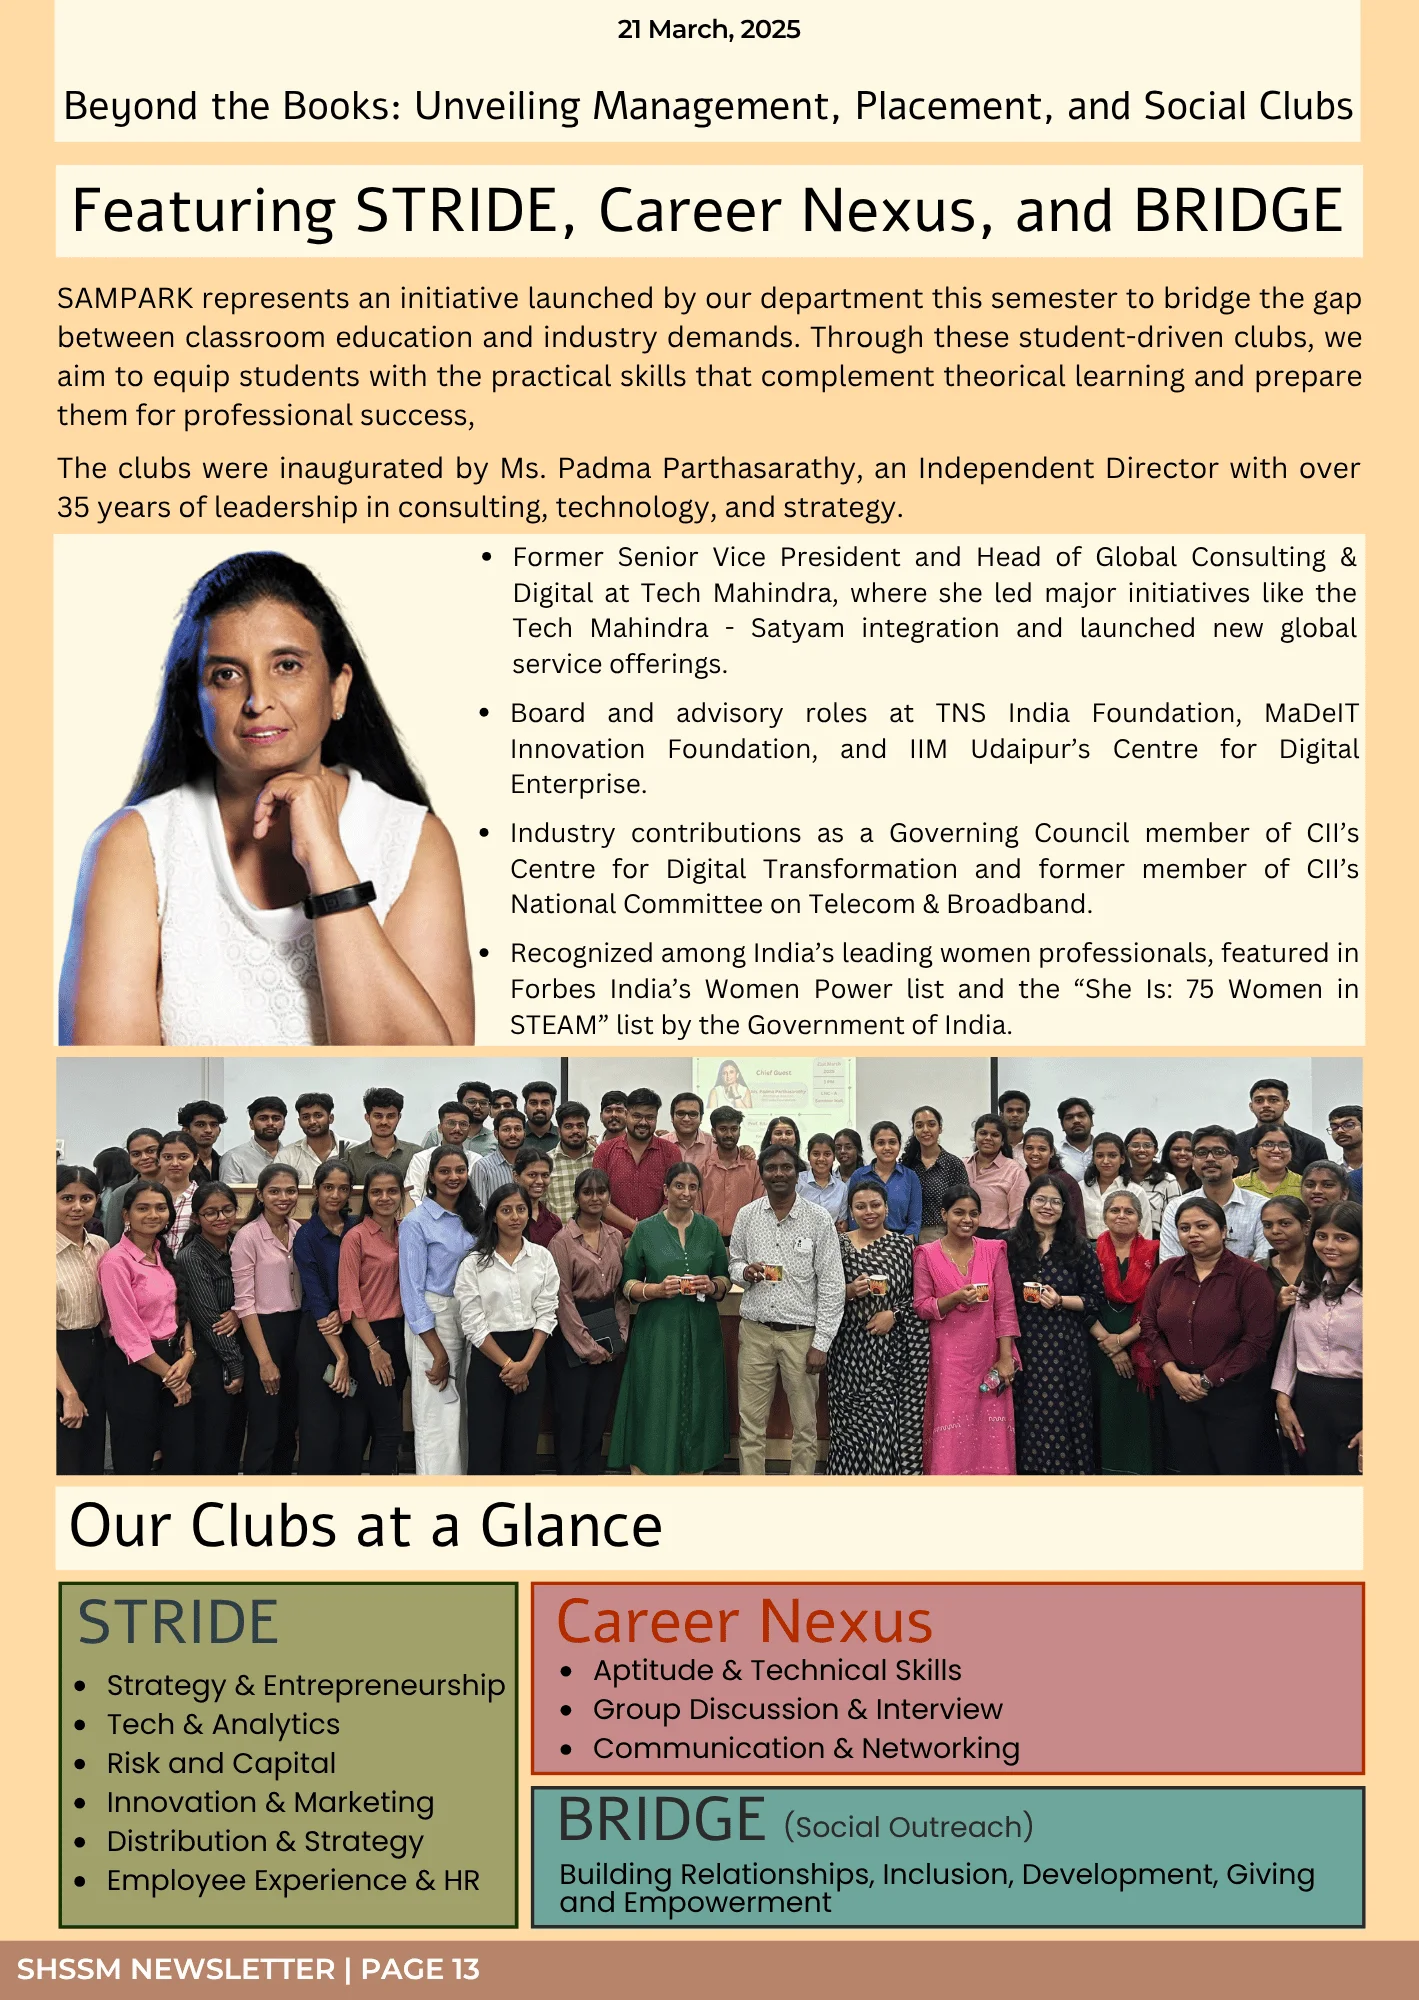 21 March, 2025
Beyond the Books: Unveiling Management, Placement, and Social Clubs
Featuring STRIDE, Career Nexus, and BRIDGE
SAMPARK represents an initiative launched by our department this semester to bridge the gap
between classroom education and industry demands. Through these student-driven clubs, we
aim to equip students with the practical skills that complement theorical learning and prepare
them for professional success,
The clubs were inaugurated by Ms. Padma Parthasarathy, an Independent Director with over
35 years of leadership in consulting, technology, and strategy.
• Former Senior Vice President and Head of Global Consulting &
Digital at Tech Mahindra, where she led major initiatives like the
Tech Mahindra - Satyam integration and launched new global
service offerings.
• Board and advisory roles at TNS India Foundation, MaDeIT
Innovation Foundation, and IIM Udaipur’s Centre for Digital
Enterprise.
• Industry contributions as a Governing Council member of CII’s
Centre for Digital Transformation and former member of CII’s
National Committee on Telecom & Broadband.
• Recognized among India’s leading women professionals, featured in
Forbes India’s Women Power list and the “She Is: 75 Women in
STEAM” list by the Government of India.
Chief Guest
Our Clubs at a Glance
STRIDE
• Strategy & Entrepreneurship
• Tech & Analytics
• Risk and Capital
• Innovation & Marketing
• Distribution & Strategy
• Employee Experience & HR
Career Nexus
• Aptitude & Technical Skills
• Group Discussion & Interview
• Communication & Networking
BRIDGE (Social Outreach)
Building Relationships, Inclusion, Development, Giving
and Empowerment
SHSSM NEWSLETTER | PAGE 13